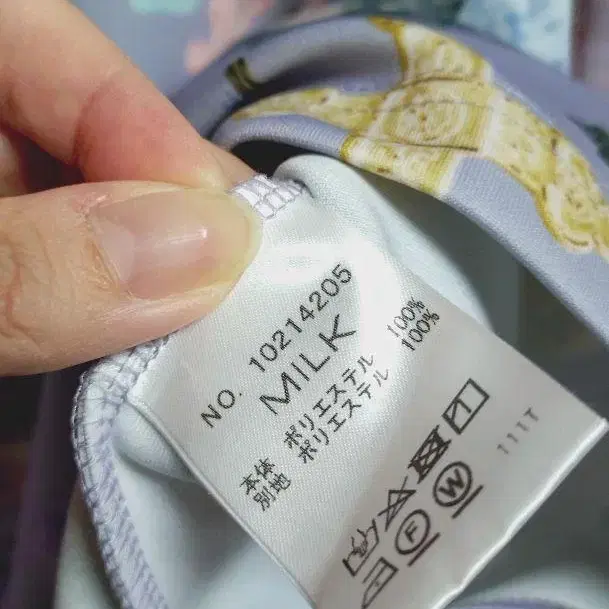 NO. 10214205
MILK
本体 ポリエステル 100%
別地 ポリエステル 100%
F W
111T